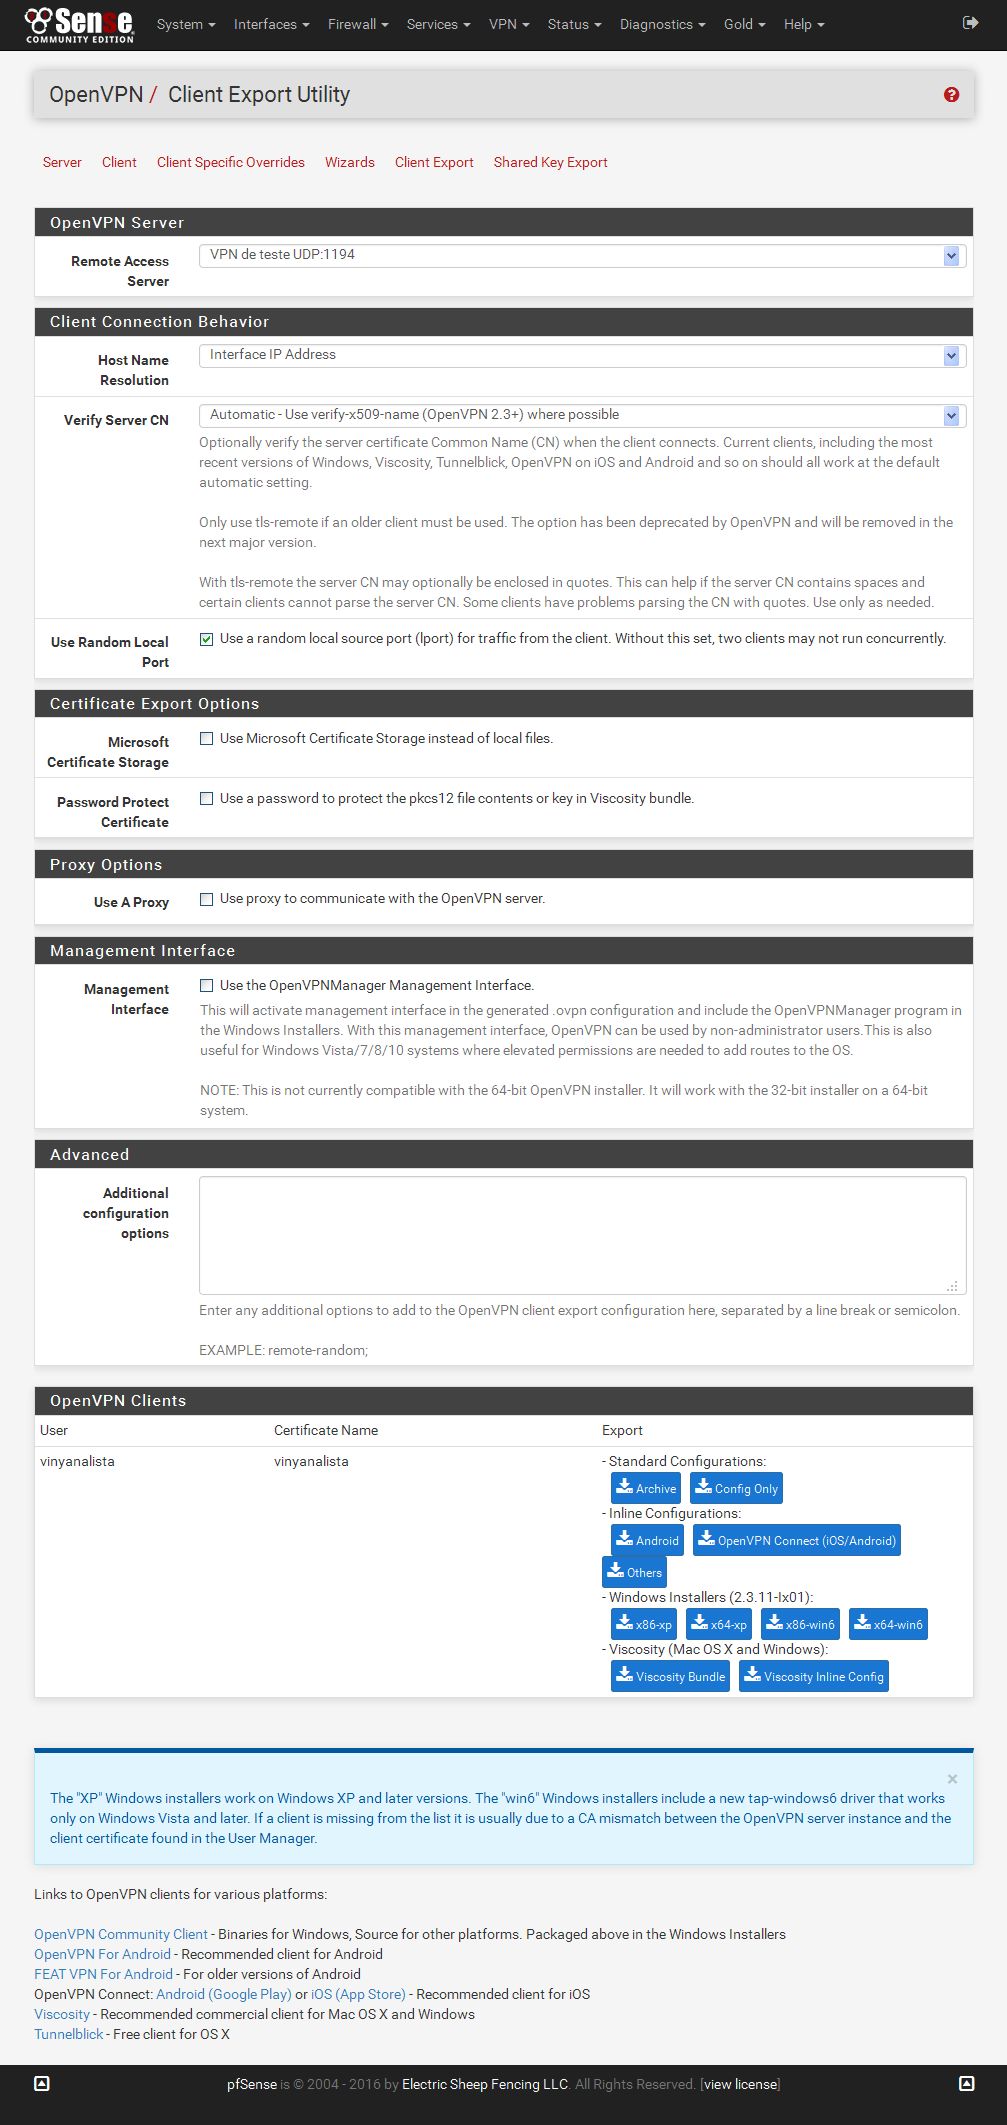 Sense
COMMUNITY EDITION
System Interfaces Firewall Services VPN Status Diagnostics Gold Help
OpenVPN / Client Export Utility
Server Client Client Specific Overrides Wizards Client Export Shared Key Export
OpenVPN Server
Remote Access
Server
VPN de teste UDP:1194
Client Connection Behavior
Host Name
Resolution
Interface IP Address
Verify Server CN
Automatic - Use verify-x509-name (OpenVPN 2.3+) where possible
Optionally verify the server certificate Common Name (CN) when the client connects. Current clients, including the most
recent versions of Windows, Viscosity, Tunnelblick, OpenVPN on iOS and Android and so on should all work at the default
automatic setting.
Only use tls-remote if an older client must be used. The option has been deprecated by OpenVPN and will be removed in the
next major version.
With tls-remote the server CN may optionally be enclosed in quotes. This can help if the server CN contains spaces and
certain clients cannot parse the server CN. Some clients have problems parsing the CN with quotes. Use only as needed.
Use Random Local
Port
Use a random local source port (lport) for traffic from the client. Without this set, two clients may not run concurrently.
Certificate Export Options
Microsoft
Certificate Storage
Use Microsoft Certificate Storage instead of local files.
Password Protect
Certificate
Use a password to protect the pkcs12 file contents or key in Viscosity bundle.
Proxy Options
Use A Proxy
Use proxy to communicate with the OpenVPN server.
Management Interface
Management
Interface
Use the OpenVPNManager Management Interface.
This will activate management interface in the generated .ovpn configuration and include the OpenVPNManager program in
the Windows Installers. With this management interface, OpenVPN can be used by non-administrator users.This is also
useful for Windows Vista/7/8/10 systems where elevated permissions are needed to add routes to the OS.
NOTE: This is not currently compatible with the 64-bit OpenVPN installer. It will work with the 32-bit installer on a 64-bit
system.
Advanced
Additional
configuration
options
Enter any additional options to add to the OpenVPN client export configuration here, separated by a line break or semicolon.
EXAMPLE: remote-random;
OpenVPN Clients
User Certificate Name Export
vinyanalista vinyanalista - Standard Configurations:
Archive Config Only
- Inline Configurations:
Android OpenVPN Connect (iOS/Android)
Others
- Windows Installers (2.3.11-Ix01):
x86-xp x64-xp x86-win6 x64-win6
- Viscosity (Mac OS X and Windows):
Viscosity Bundle Viscosity Inline Config
×
The "XP" Windows installers work on Windows XP and later versions. The "win6" Windows installers include a new tap-windows6 driver that works
only on Windows Vista and later. If a client is missing from the list it is usually due to a CA mismatch between the OpenVPN server instance and the
client certificate found in the User Manager.
Links to OpenVPN clients for various platforms:
OpenVPN Community Client - Binaries for Windows, Source for other platforms. Packaged above in the Windows Installers
OpenVPN For Android - Recommended client for Android
FEAT VPN For Android - For older versions of Android
OpenVPN Connect: Android (Google Play) or iOS (App Store) - Recommended client for iOS
Viscosity - Recommended commercial client for Mac OS X and Windows
Tunnelblick - Free client for OS X
pfSense is © 2004 - 2016 by Electric Sheep Fencing LLC. All Rights Reserved. [view license]